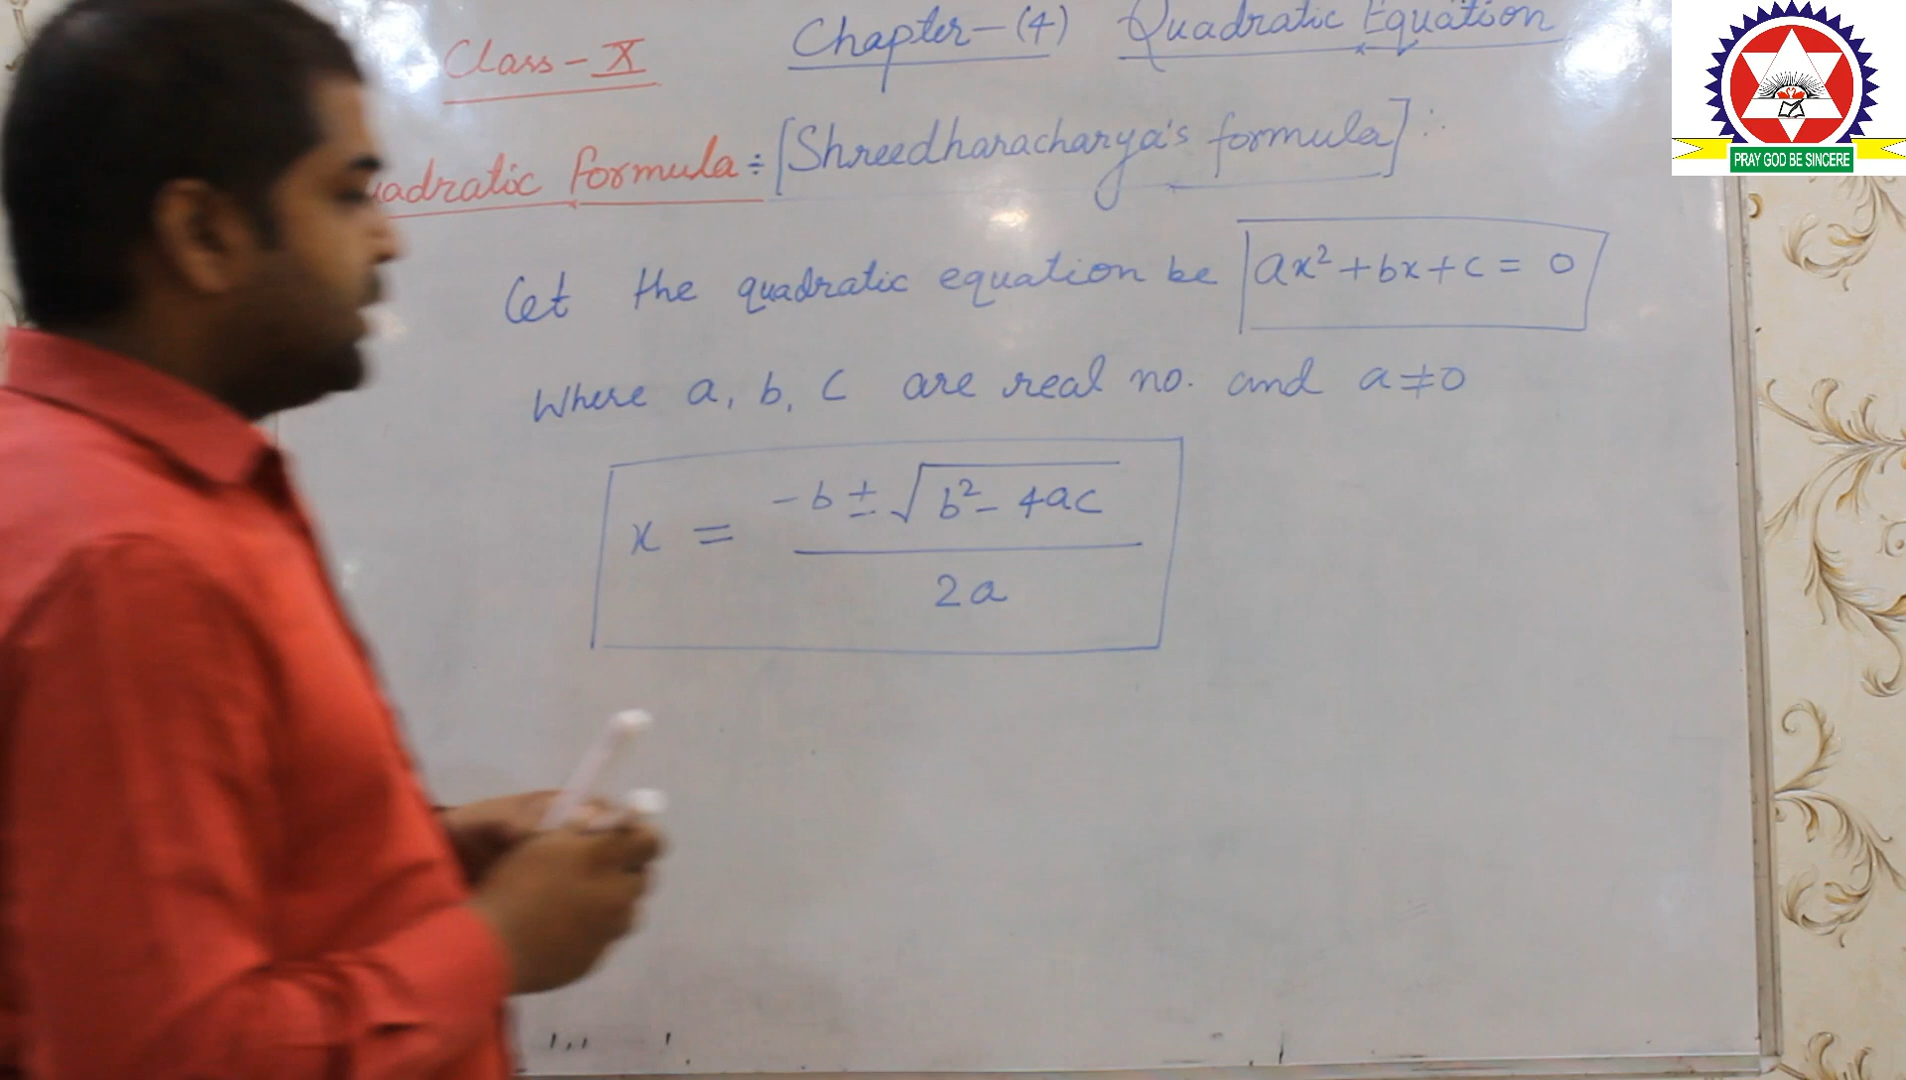 Class - X Chapter - (4) Quadratic Equation
uadratic formula ÷ [Shreedharacharya's formula] :
Let the quadratic equation be ax² + bx + c = 0
Where a, b, c are real no. and a ≠ 0
x = -b ± √b² - 4ac / 2a
PRAY GOD BE SINCERE